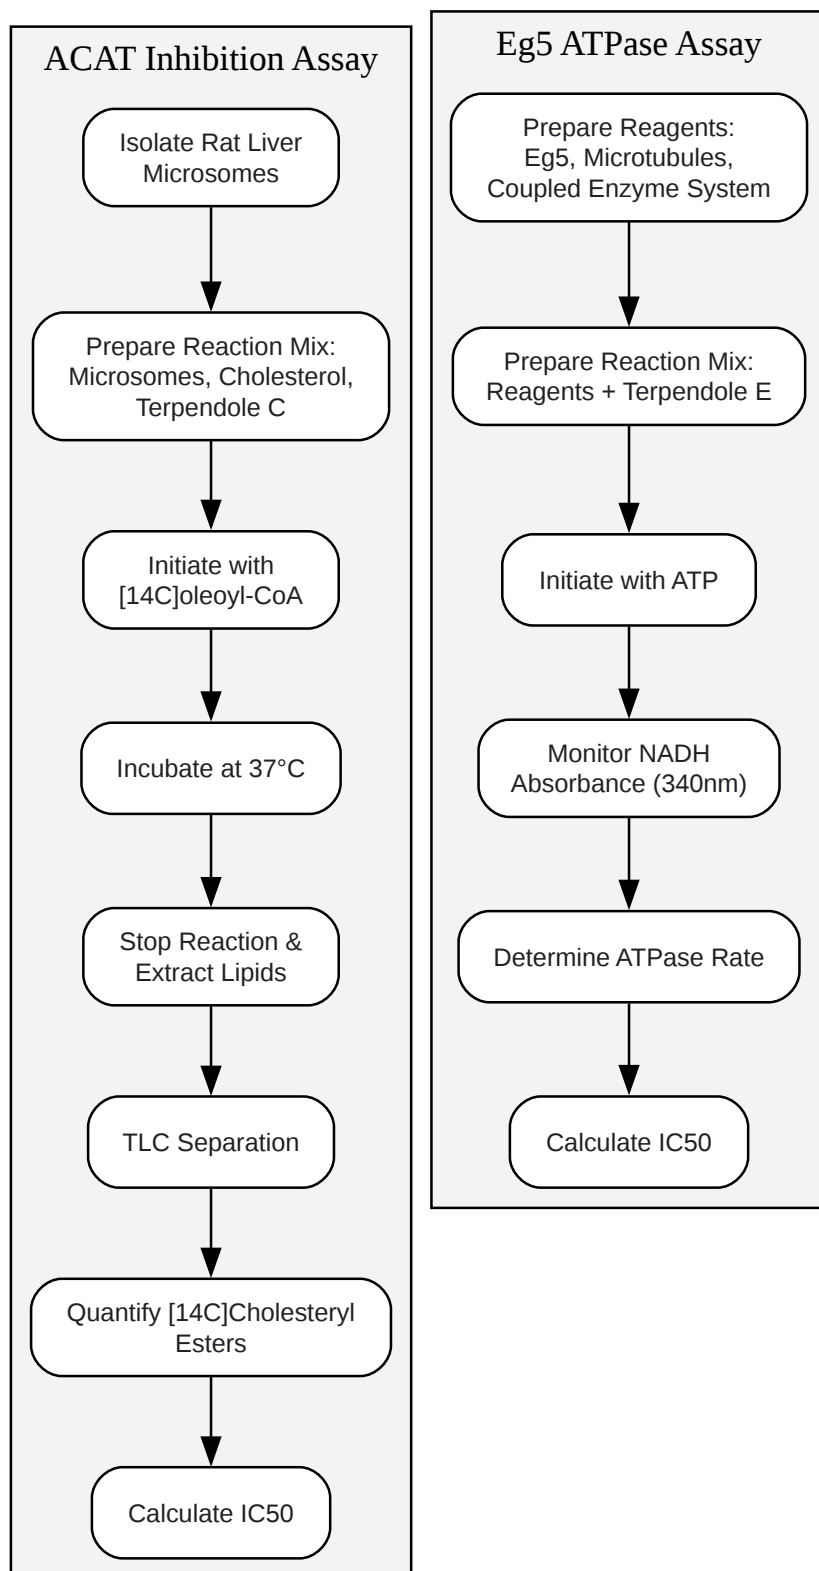 ACAT Inhibition Assay
Isolate Rat Liver
Microsomes
Prepare Reaction Mix:
Microsomes, Cholesterol,
Terpendole C
Initiate with
[14C]oleoyl-CoA
Incubate at 37°C
Stop Reaction &
Extract Lipids
TLC Separation
Quantify [14C]Cholesteryl
Esters
Calculate IC50
Eg5 ATPase Assay
Prepare Reagents:
Eg5, Microtubules,
Coupled Enzyme System
Prepare Reaction Mix:
Reagents + Terpendole E
Initiate with ATP
Monitor NADH
Absorbance (340nm)
Determine ATPase Rate
Calculate IC50